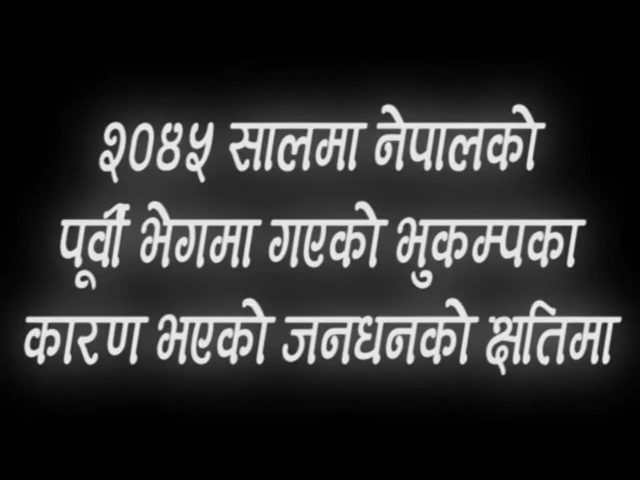 २०४५ सालमा नेपालको
पूर्वी भेगमा गएको भुकम्पका
कारण भएको जनधनको क्षतिमा